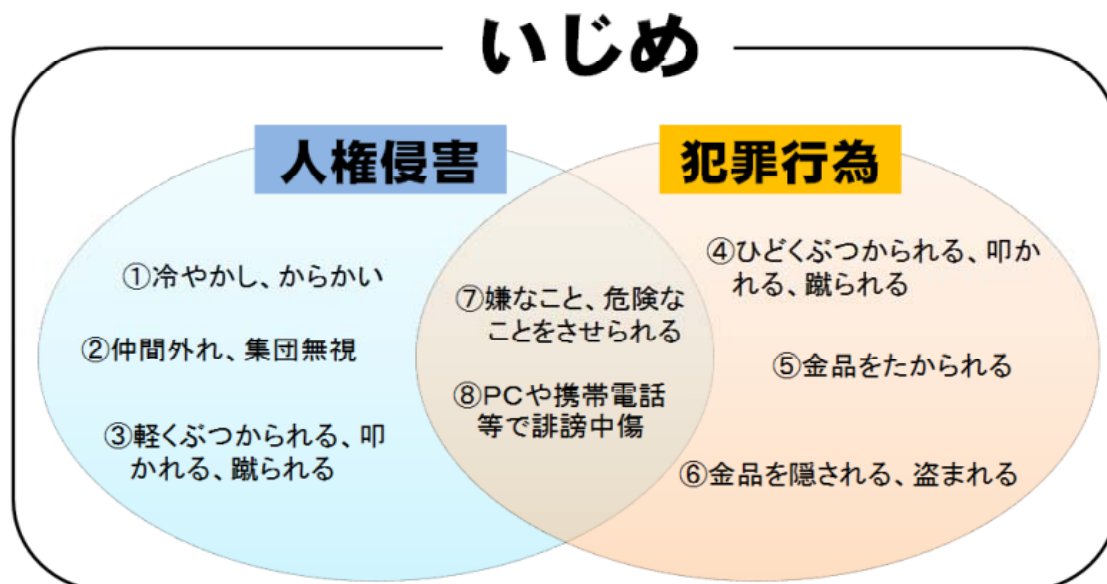 いじめ
人権侵害
犯罪行為
①冷やかし、からかい
②仲間外れ、集団無視
③軽くぶつかられる、叩
かれる、蹴られる
⑦嫌なこと、危険な
ことをさせられる
⑧PCや携帯電話
等で誹謗中傷
④ひどくぶつかられる、叩か
れる、蹴られる
⑤金品をたかられる
⑥金品を隠される、盗まれる